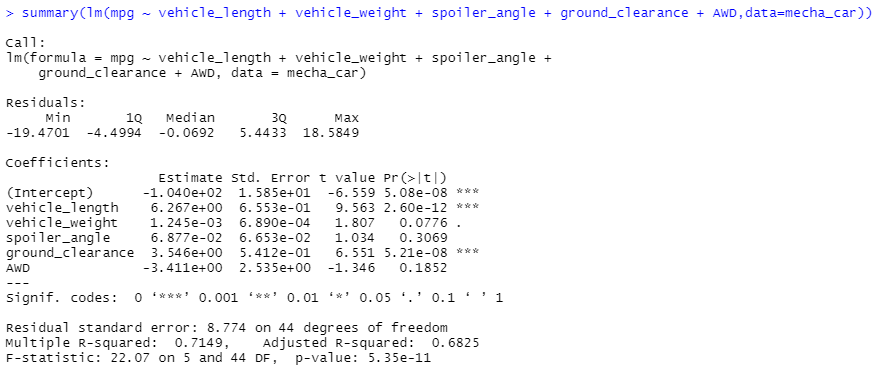 > summary(lm(mpg ~ vehicle_length + vehicle_weight + spoiler_angle + ground_clearance + AWD,data=mecha_car))
Call:
lm(formula = mpg ~ vehicle_length + vehicle_weight + spoiler_angle +
    ground_clearance + AWD, data = mecha_car)
Residuals:
     Min       1Q   Median       3Q      Max
-19.4701  -4.4994  -0.0692   5.4433  18.5849
Coefficients:
                   Estimate Std. Error t value Pr(>|t|)
(Intercept)      -1.040e+02  1.585e+01  -6.559 5.08e-08 ***
vehicle_length    6.267e+00  6.553e-01   9.563 2.60e-12 ***
vehicle_weight    1.245e-03  6.890e-04   1.807   0.0776 .
spoiler_angle     6.877e-02  6.653e-02   1.034   0.3069
ground_clearance  3.546e+00  5.412e-01   6.551 5.21e-08 ***
AWD              -3.411e+00  2.535e+00  -1.346   0.1852
---
Signif. codes:  0 ‘***’ 0.001 ‘**’ 0.01 ‘*’ 0.05 ‘.’ 0.1 ‘ ’ 1
Residual standard error: 8.774 on 44 degrees of freedom
Multiple R-squared:  0.7149,    Adjusted R-squared:  0.6825
F-statistic: 22.07 on 5 and 44 DF,  p-value: 5.35e-11